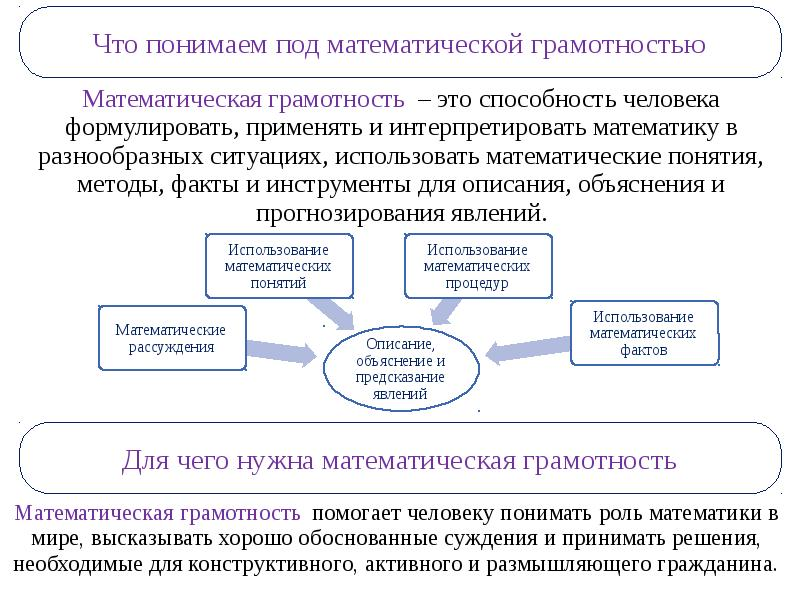 Что понимаем под математической грамотностью
Математическая грамотность – это способность человека
формулировать, применять и интерпретировать математику в
разнообразных ситуациях, использовать математические понятия,
методы, факты и инструменты для описания, объяснения и
прогнозирования явлений.
Использование
математических
понятий
Использование
математических
процедур
Математические
рассуждения
Использование
математических
фактов
Описание,
объяснение и
предсказание
явлений
Для чего нужна математическая грамотность
Математическая грамотность помогает человеку понимать роль математики в
мире, высказывать хорошо обоснованные суждения и принимать решения,
необходимые для конструктивного, активного и размышляющего гражданина.